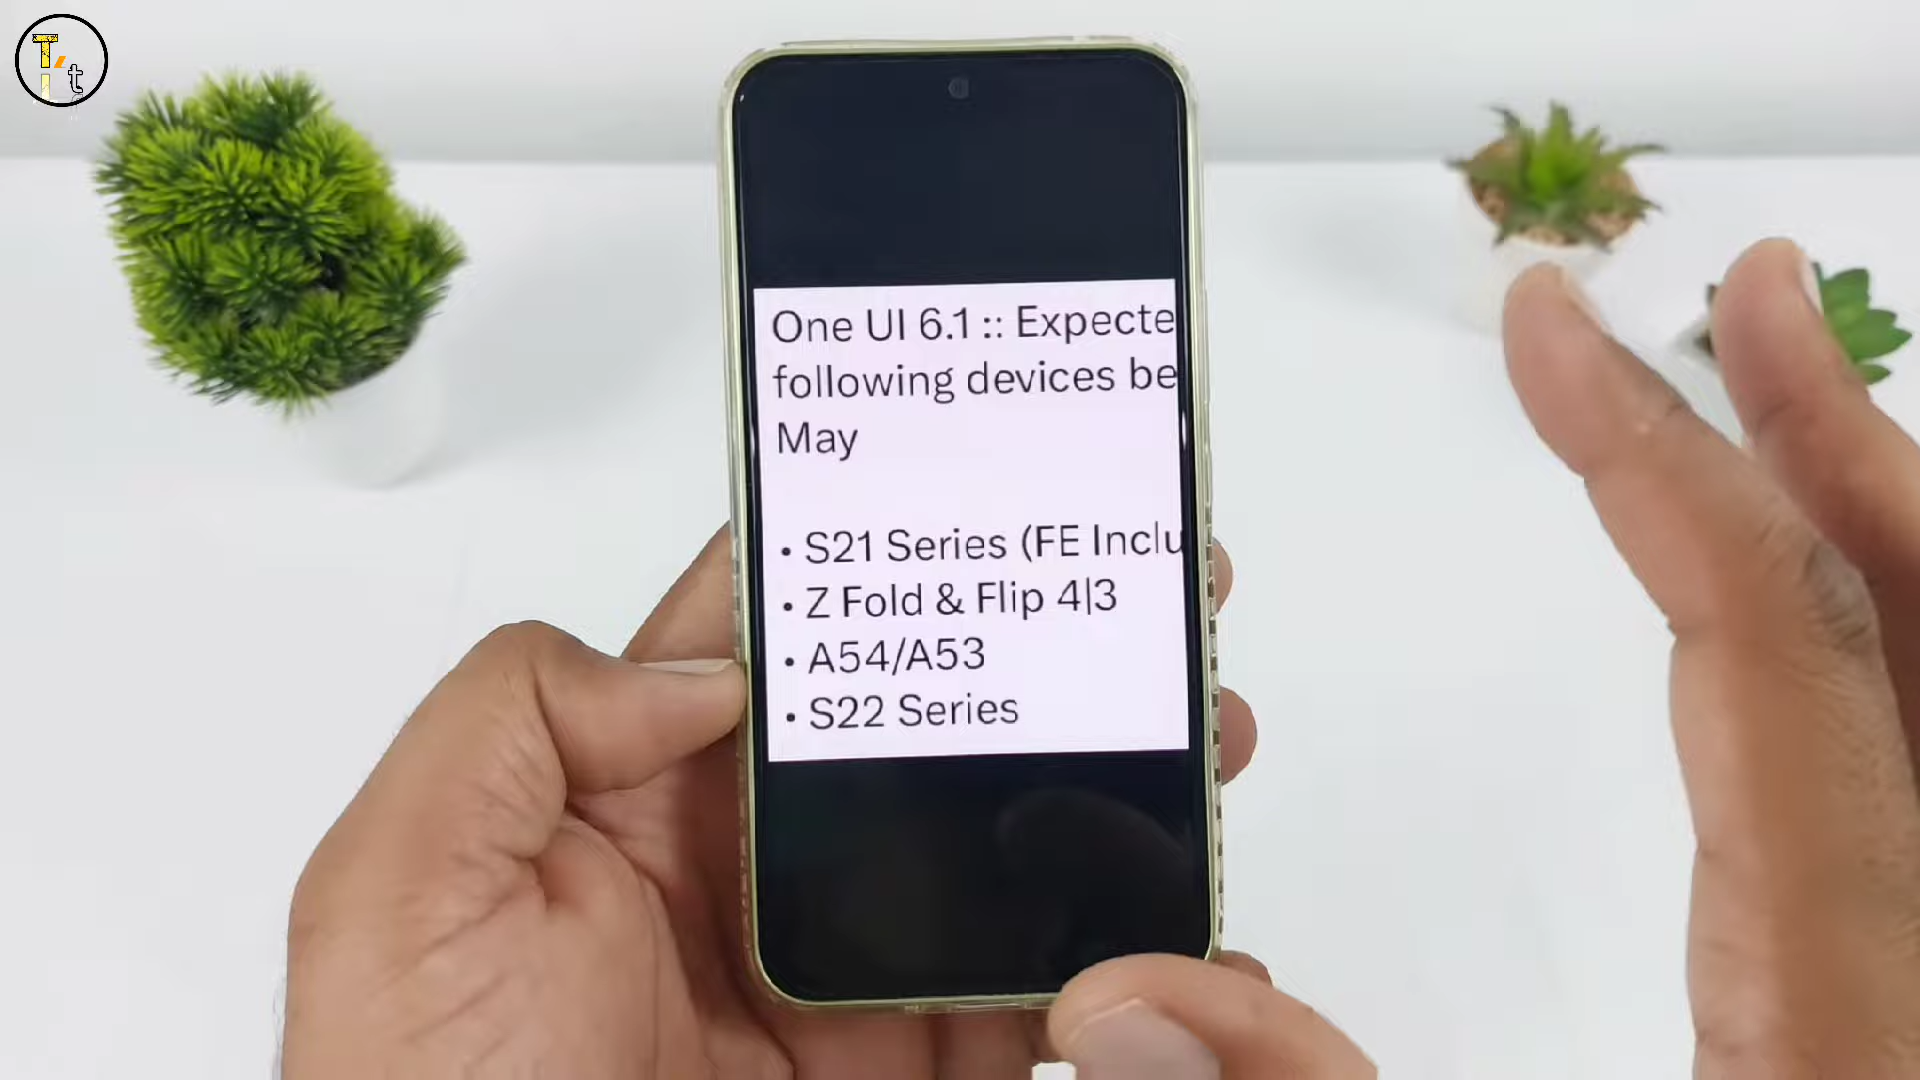 One UI 6.1 :: Expecte
following devices be
May
• S21 Series (FE Inclu
• Z Fold & Flip 4|3
• A54/A53
• S22 Series